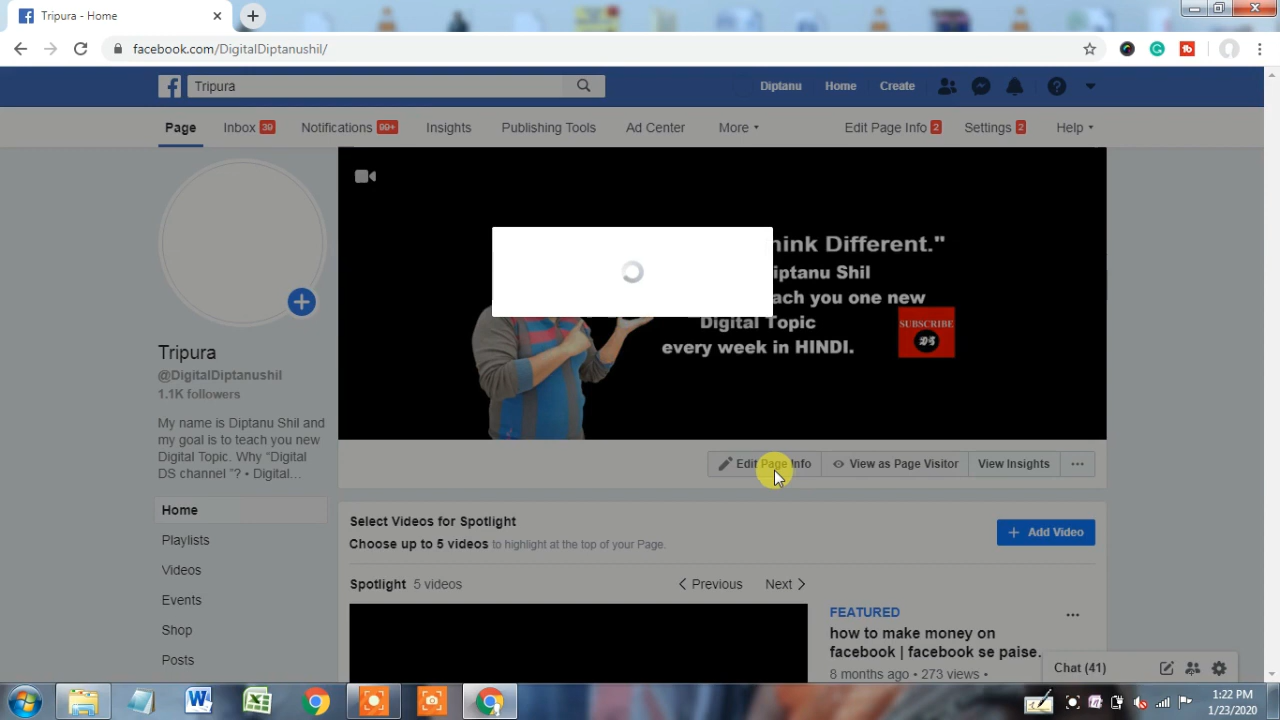 Tripura - Home
facebook.com/DigitalDiptanushil/
Tripura
Diptanu
Home
Create
Page
Inbox 39
Notifications 99+
Insights
Publishing Tools
Ad Center
More
Edit Page Info 2
Settings 2
Help
hink Different."
iptanu Shil
ach you one new
Digital Topic
every week in HINDI.
SUBSCRIBE
DS
Tripura
@DigitalDiptanushil
1.1K followers
My name is Diptanu Shil and
my goal is to teach you new
Digital Topic. Why “Digital
DS channel ”? • Digital...
Edit Page Info
View as Page Visitor
View Insights
Home
Playlists
Videos
Events
Shop
Posts
Select Videos for Spotlight
Choose up to 5 videos to highlight at the top of your Page.
+ Add Video
Spotlight 5 videos
Previous
Next
FEATURED
how to make money on
facebook | facebook se paise.
8 months ago • 273 views •
Chat (41)
1:22 PM
1/23/2020